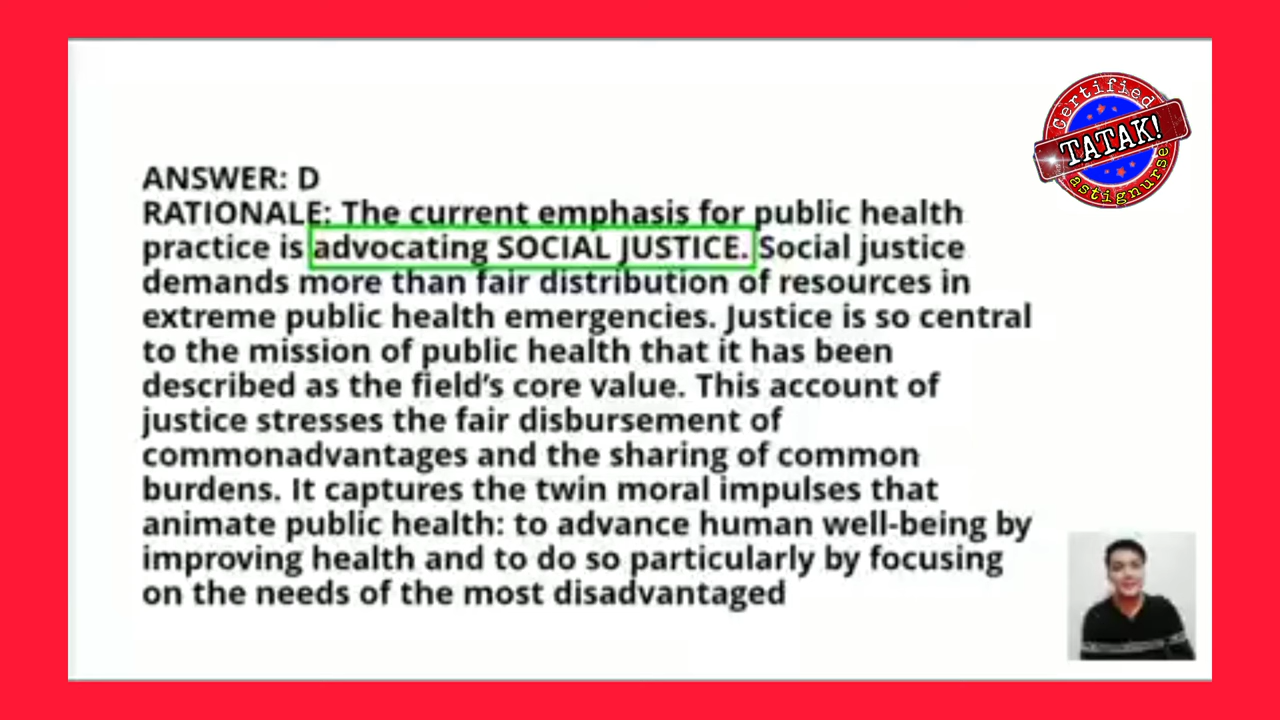 Certified
TATAK!
astignurse
ANSWER: D
RATIONALE: The current emphasis for public health
practice is advocating SOCIAL JUSTICE. Social justice
demands more than fair distribution of resources in
extreme public health emergencies. Justice is so central
to the mission of public health that it has been
described as the field’s core value. This account of
justice stresses the fair disbursement of
commonadvantages and the sharing of common
burdens. It captures the twin moral impulses that
animate public health: to advance human well-being by
improving health and to do so particularly by focusing
on the needs of the most disadvantaged